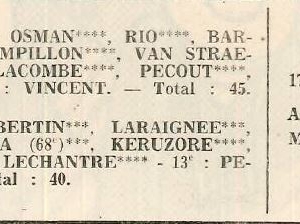 OSMAN****, RIO****, BAR-
MPILLON****, VAN STRAE-
LACOMBE****, PECOUT****,
: VINCENT. — Total : 45.
BERTIN***, LARAIGNEE***,
A (68e)***, KERUZORE***,
LECHANTRE**** - 13e : PE-
tal : 40.
17
A
M